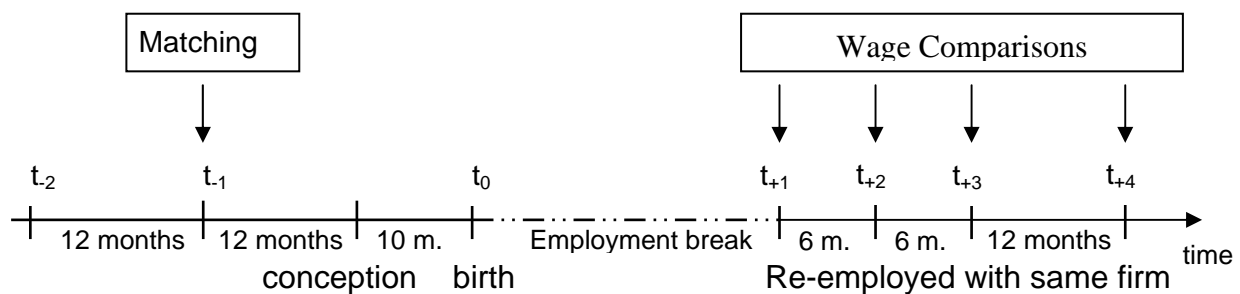 Matching Wage Comparisons
t-2 t-1 t0 t+1 t+2 t+3 t+4
12 months 12 months 10 m. Employment break 6 m. 6 m. 12 months time
conception birth Re-employed with same firm